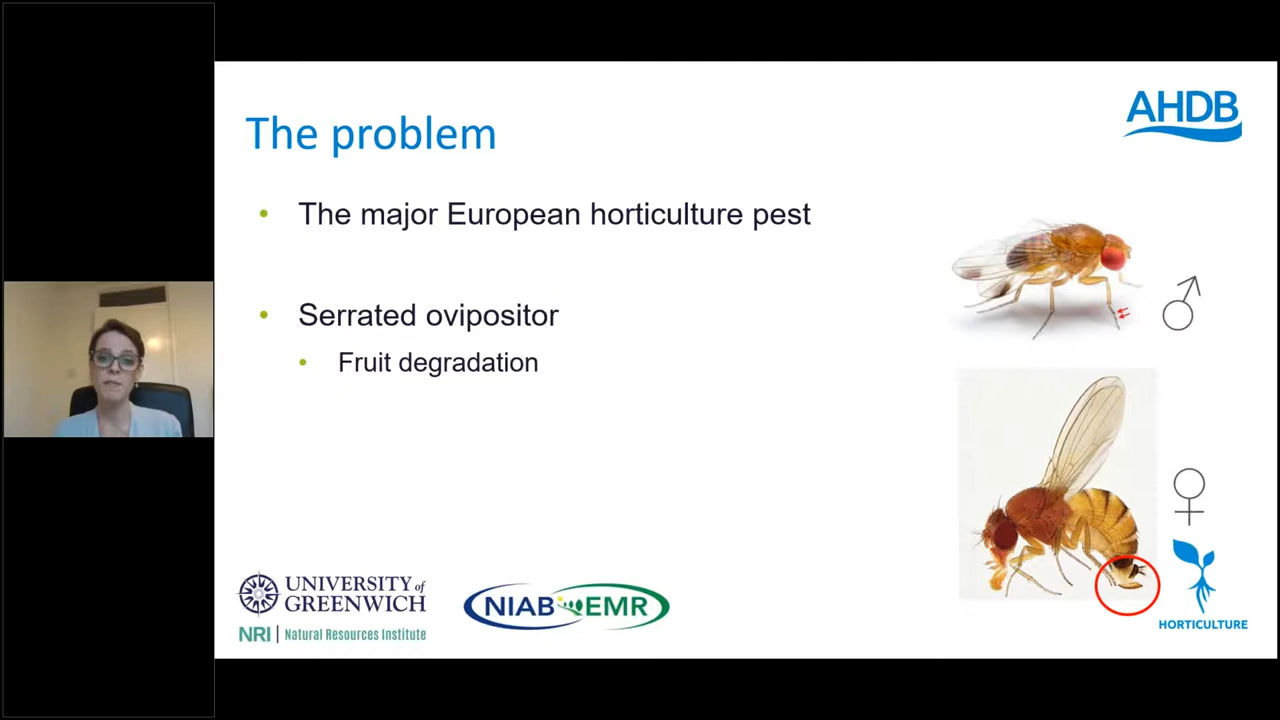 AHDB
The problem
• The major European horticulture pest
• Serrated ovipositor
• Fruit degradation
UNIVERSITY of
GREENWICH
NRI | Natural Resources Institute
NIAB EMR
HORTICULTURE